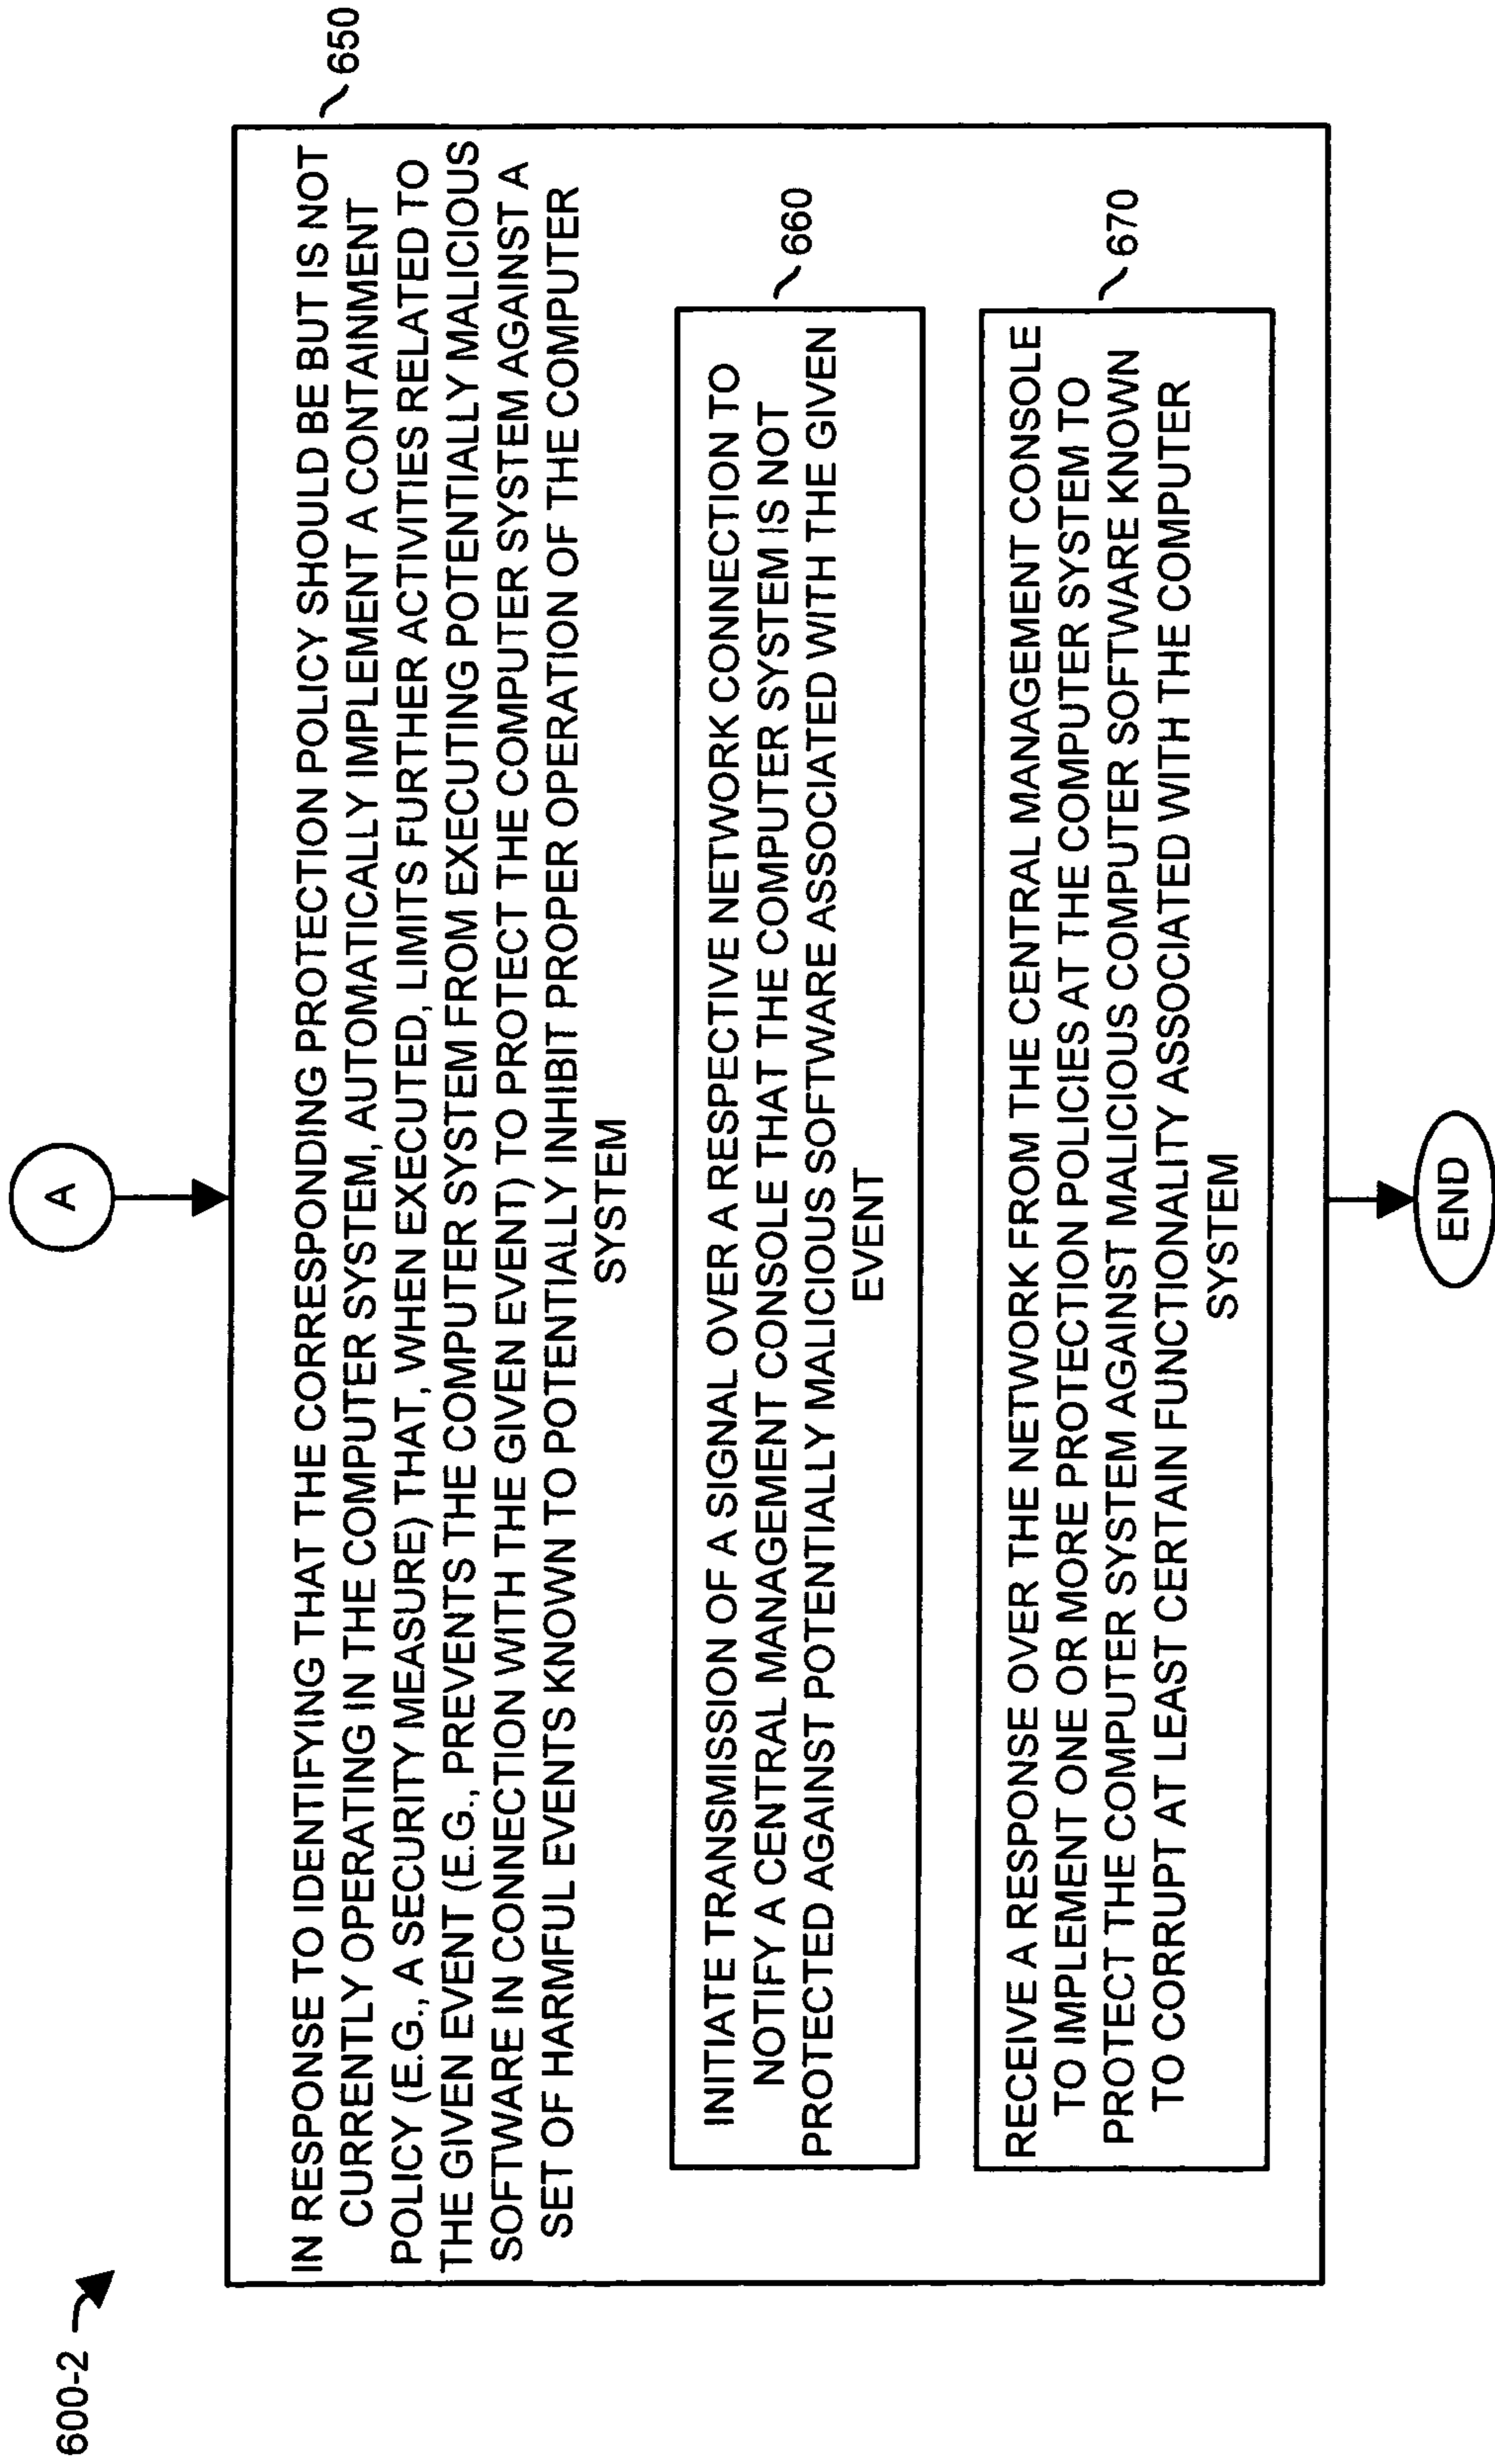 600-2
A
650
IN RESPONSE TO IDENTIFYING THAT THE CORRESPONDING PROTECTION POLICY SHOULD BE BUT IS NOT
CURRENTLY OPERATING IN THE COMPUTER SYSTEM, AUTOMATICALLY IMPLEMENT A CONTAINMENT
POLICY (E.G., A SECURITY MEASURE) THAT, WHEN EXECUTED, LIMITS FURTHER ACTIVITIES RELATED TO
THE GIVEN EVENT (E.G., PREVENTS THE COMPUTER SYSTEM FROM EXECUTING POTENTIALLY MALICIOUS
SOFTWARE IN CONNECTION WITH THE GIVEN EVENT) TO PROTECT THE COMPUTER SYSTEM AGAINST A
SET OF HARMFUL EVENTS KNOWN TO POTENTIALLY INHIBIT PROPER OPERATION OF THE COMPUTER
SYSTEM
660
INITIATE TRANSMISSION OF A SIGNAL OVER A RESPECTIVE NETWORK CONNECTION TO
NOTIFY A CENTRAL MANAGEMENT CONSOLE THAT THE COMPUTER SYSTEM IS NOT
PROTECTED AGAINST POTENTIALLY MALICIOUS SOFTWARE ASSOCIATED WITH THE GIVEN
EVENT
670
RECEIVE A RESPONSE OVER THE NETWORK FROM THE CENTRAL MANAGEMENT CONSOLE
TO IMPLEMENT ONE OR MORE PROTECTION POLICIES AT THE COMPUTER SYSTEM TO
PROTECT THE COMPUTER SYSTEM AGAINST MALICIOUS COMPUTER SOFTWARE KNOWN
TO CORRUPT AT LEAST CERTAIN FUNCTIONALITY ASSOCIATED WITH THE COMPUTER
SYSTEM
END